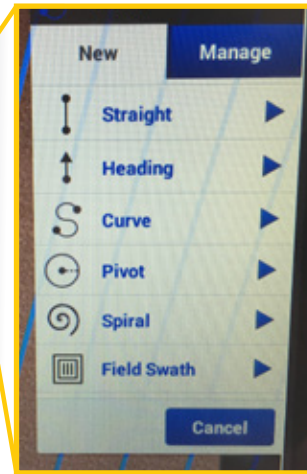 New Manage
Straight
Heading
Curve
Pivot
Spiral
Field Swath
Cancel